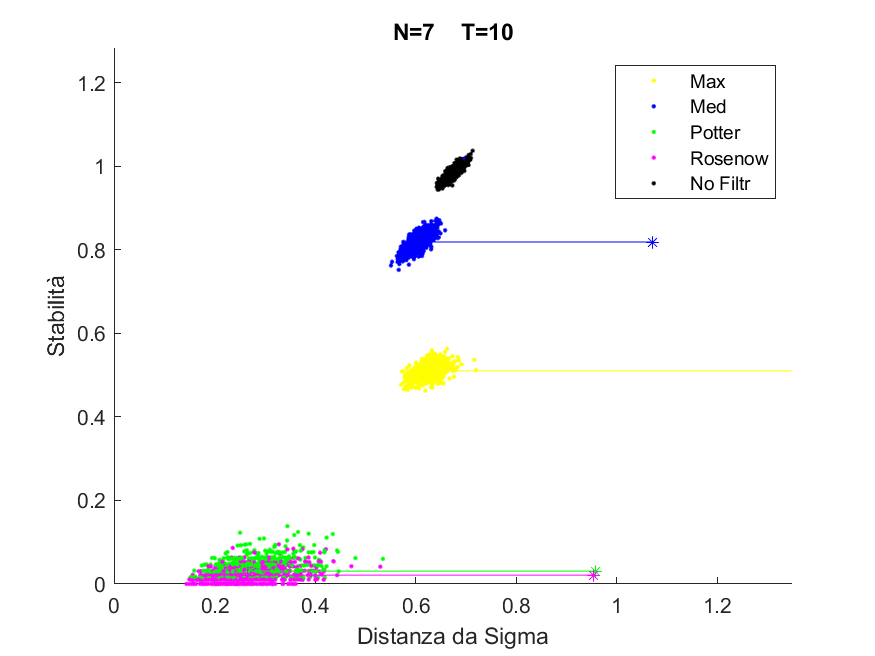 N=7 T=10
Stabilità
1.2
1
0.8
0.6
0.4
0.2
0
Max
Med
Potter
Rosenow
No Filtr
0 0.2 0.4 0.6 0.8 1 1.2
Distanza da Sigma